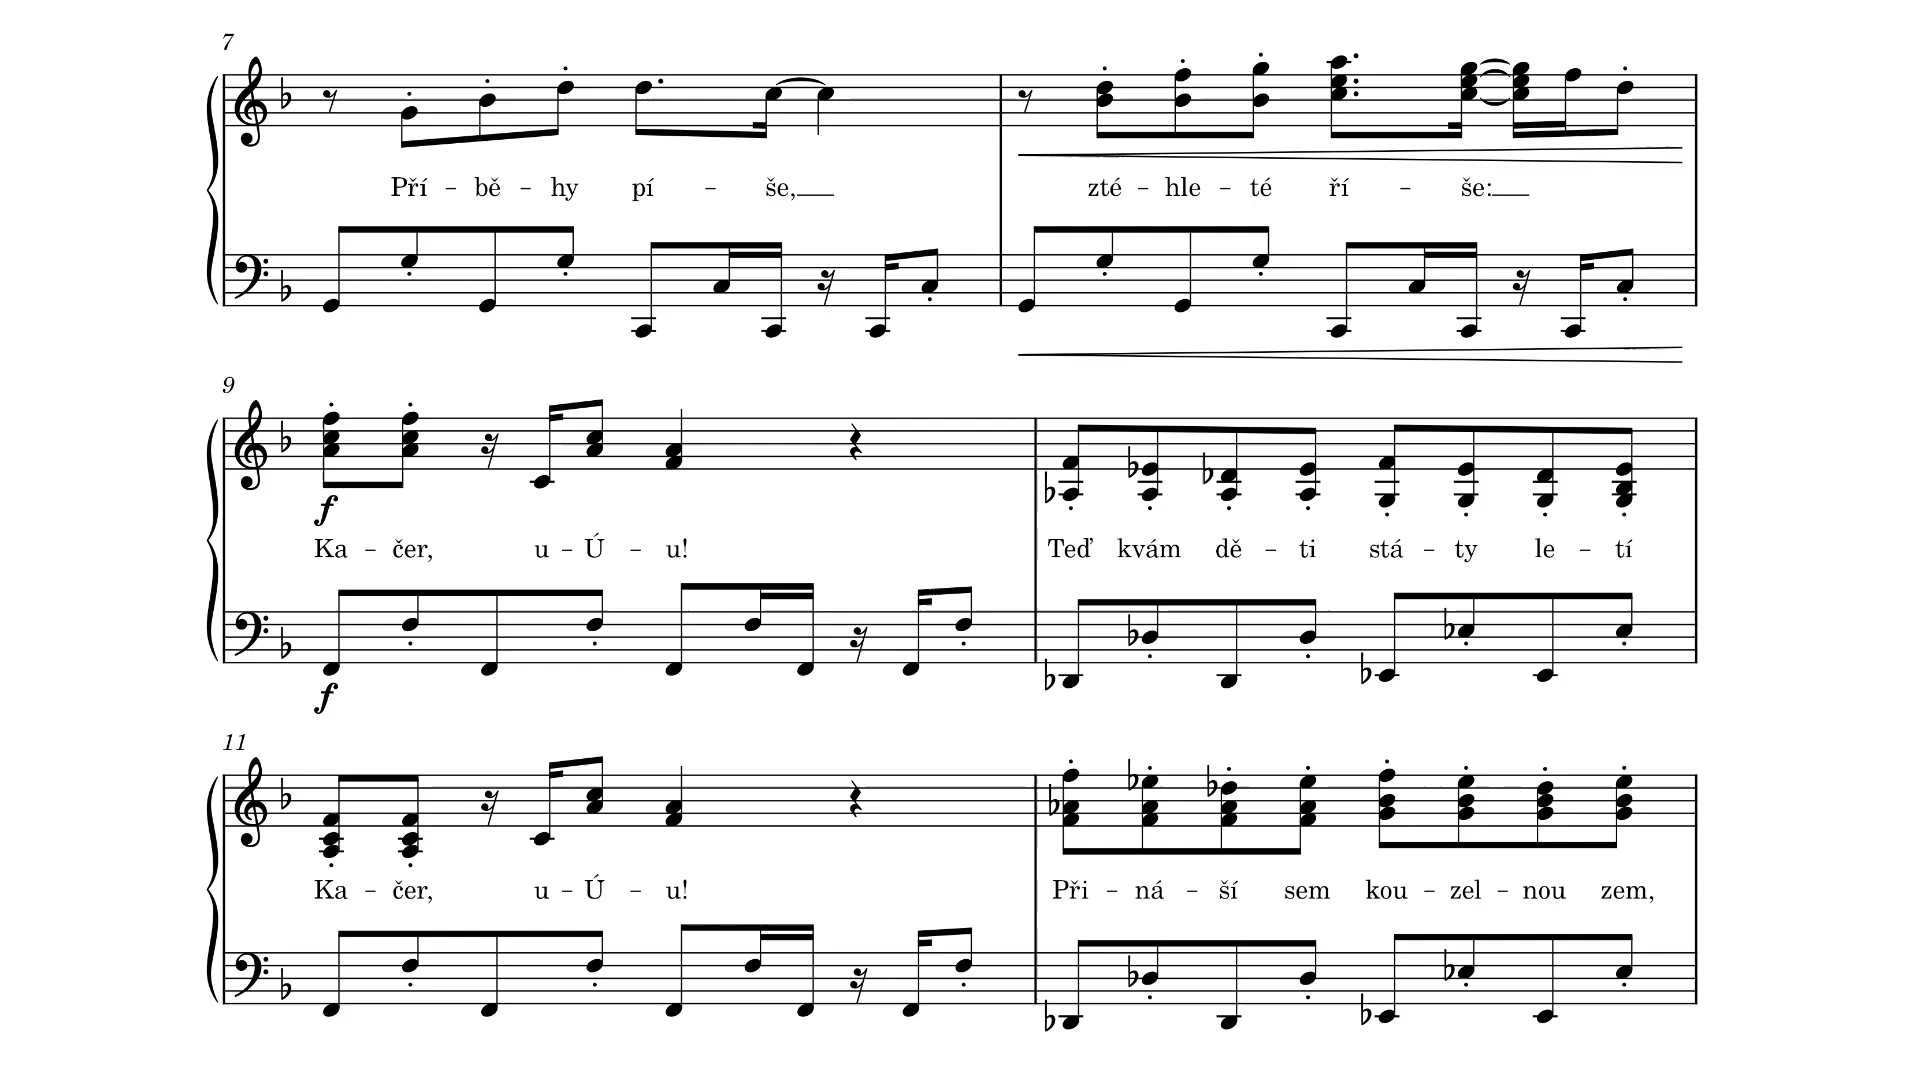 7
Pří – bě – hy pí – še,
zté – hle – té ří – še:
9
f
Ka – čer, u – Ú – u! Teď kvám dě – ti stá – ty le – tí
f
11
Ka – čer, u – Ú – u! Při – ná – ší sem kou – zel – nou zem,